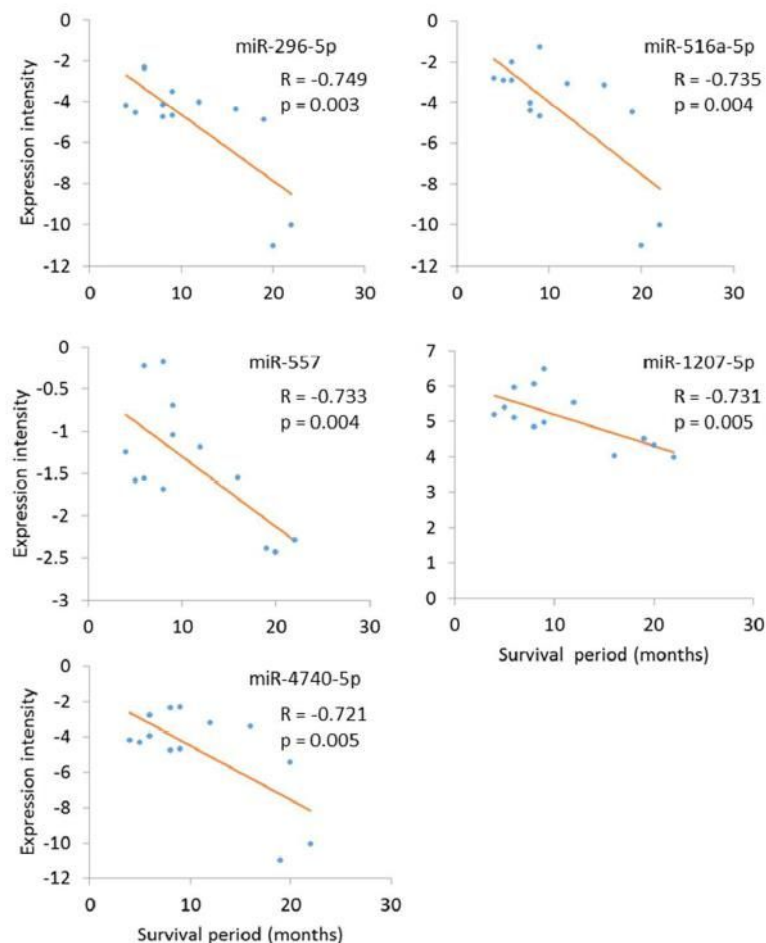 0
-2
-4
-6
-8
-10
-12
Expression intensity
miR-296-5p
R = -0.749
p = 0.003
0
10
20
30
0
-2
-4
-6
-8
-10
-12
miR-516a-5p
R = -0.735
p = 0.004
0
10
20
30
0
-0.5
-1
-1.5
-2
-2.5
-3
Expression intensity
miR-557
R = -0.733
p = 0.004
0
10
20
30
7
6
5
4
3
2
1
0
miR-1207-5p
R = -0.731
p = 0.005
0
10
20
30
Survival period (months)
0
-2
-4
-6
-8
-10
-12
Expression intensity
miR-4740-5p
R = -0.721
p = 0.005
0
10
20
30
Survival period (months)